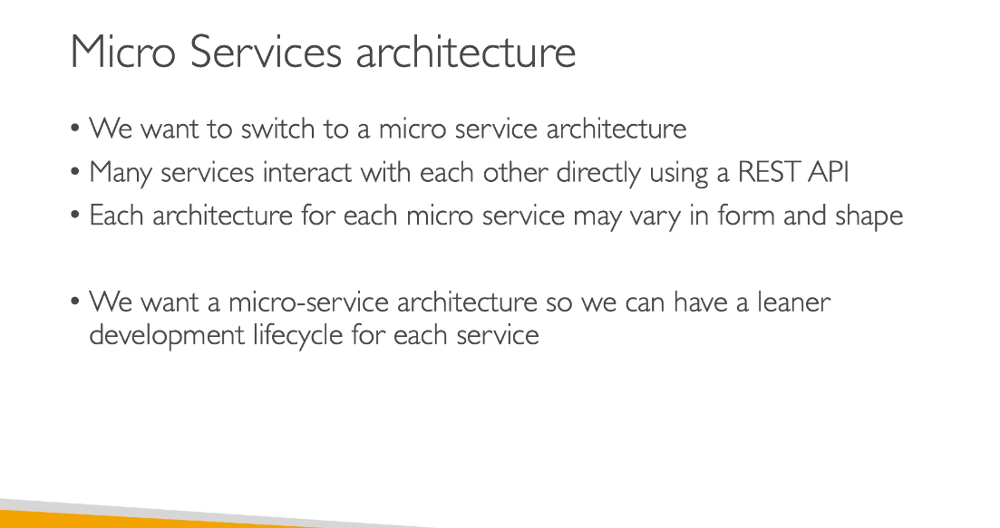 Micro Services architecture
• We want to switch to a micro service architecture
• Many services interact with each other directly using a REST API
• Each architecture for each micro service may vary in form and shape
• We want a micro-service architecture so we can have a leaner
development lifecycle for each service